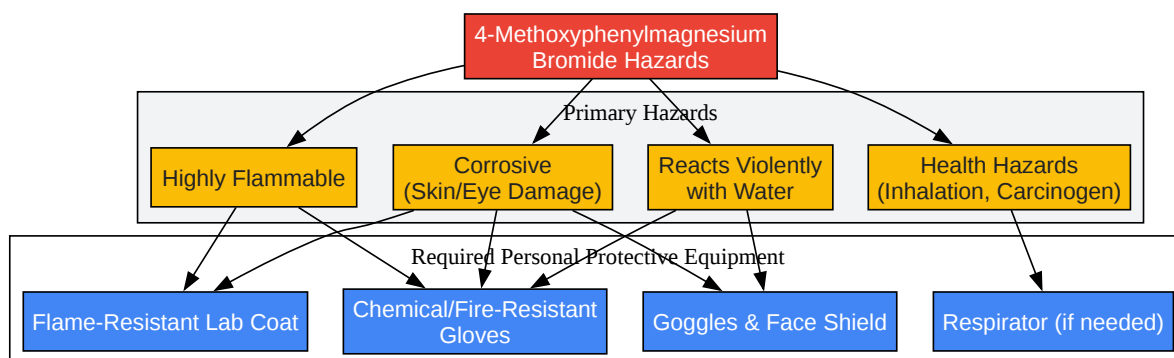 4-Methoxyphenylmagnesium
Bromide Hazards
Primary Hazards
Highly Flammable
Corrosive
(Skin/Eye Damage)
Reacts Violently
with Water
Health Hazards
(Inhalation, Carcinogen)
Required Personal Protective Equipment
Flame-Resistant Lab Coat
Chemical/Fire-Resistant
Gloves
Goggles & Face Shield
Respirator (if needed)